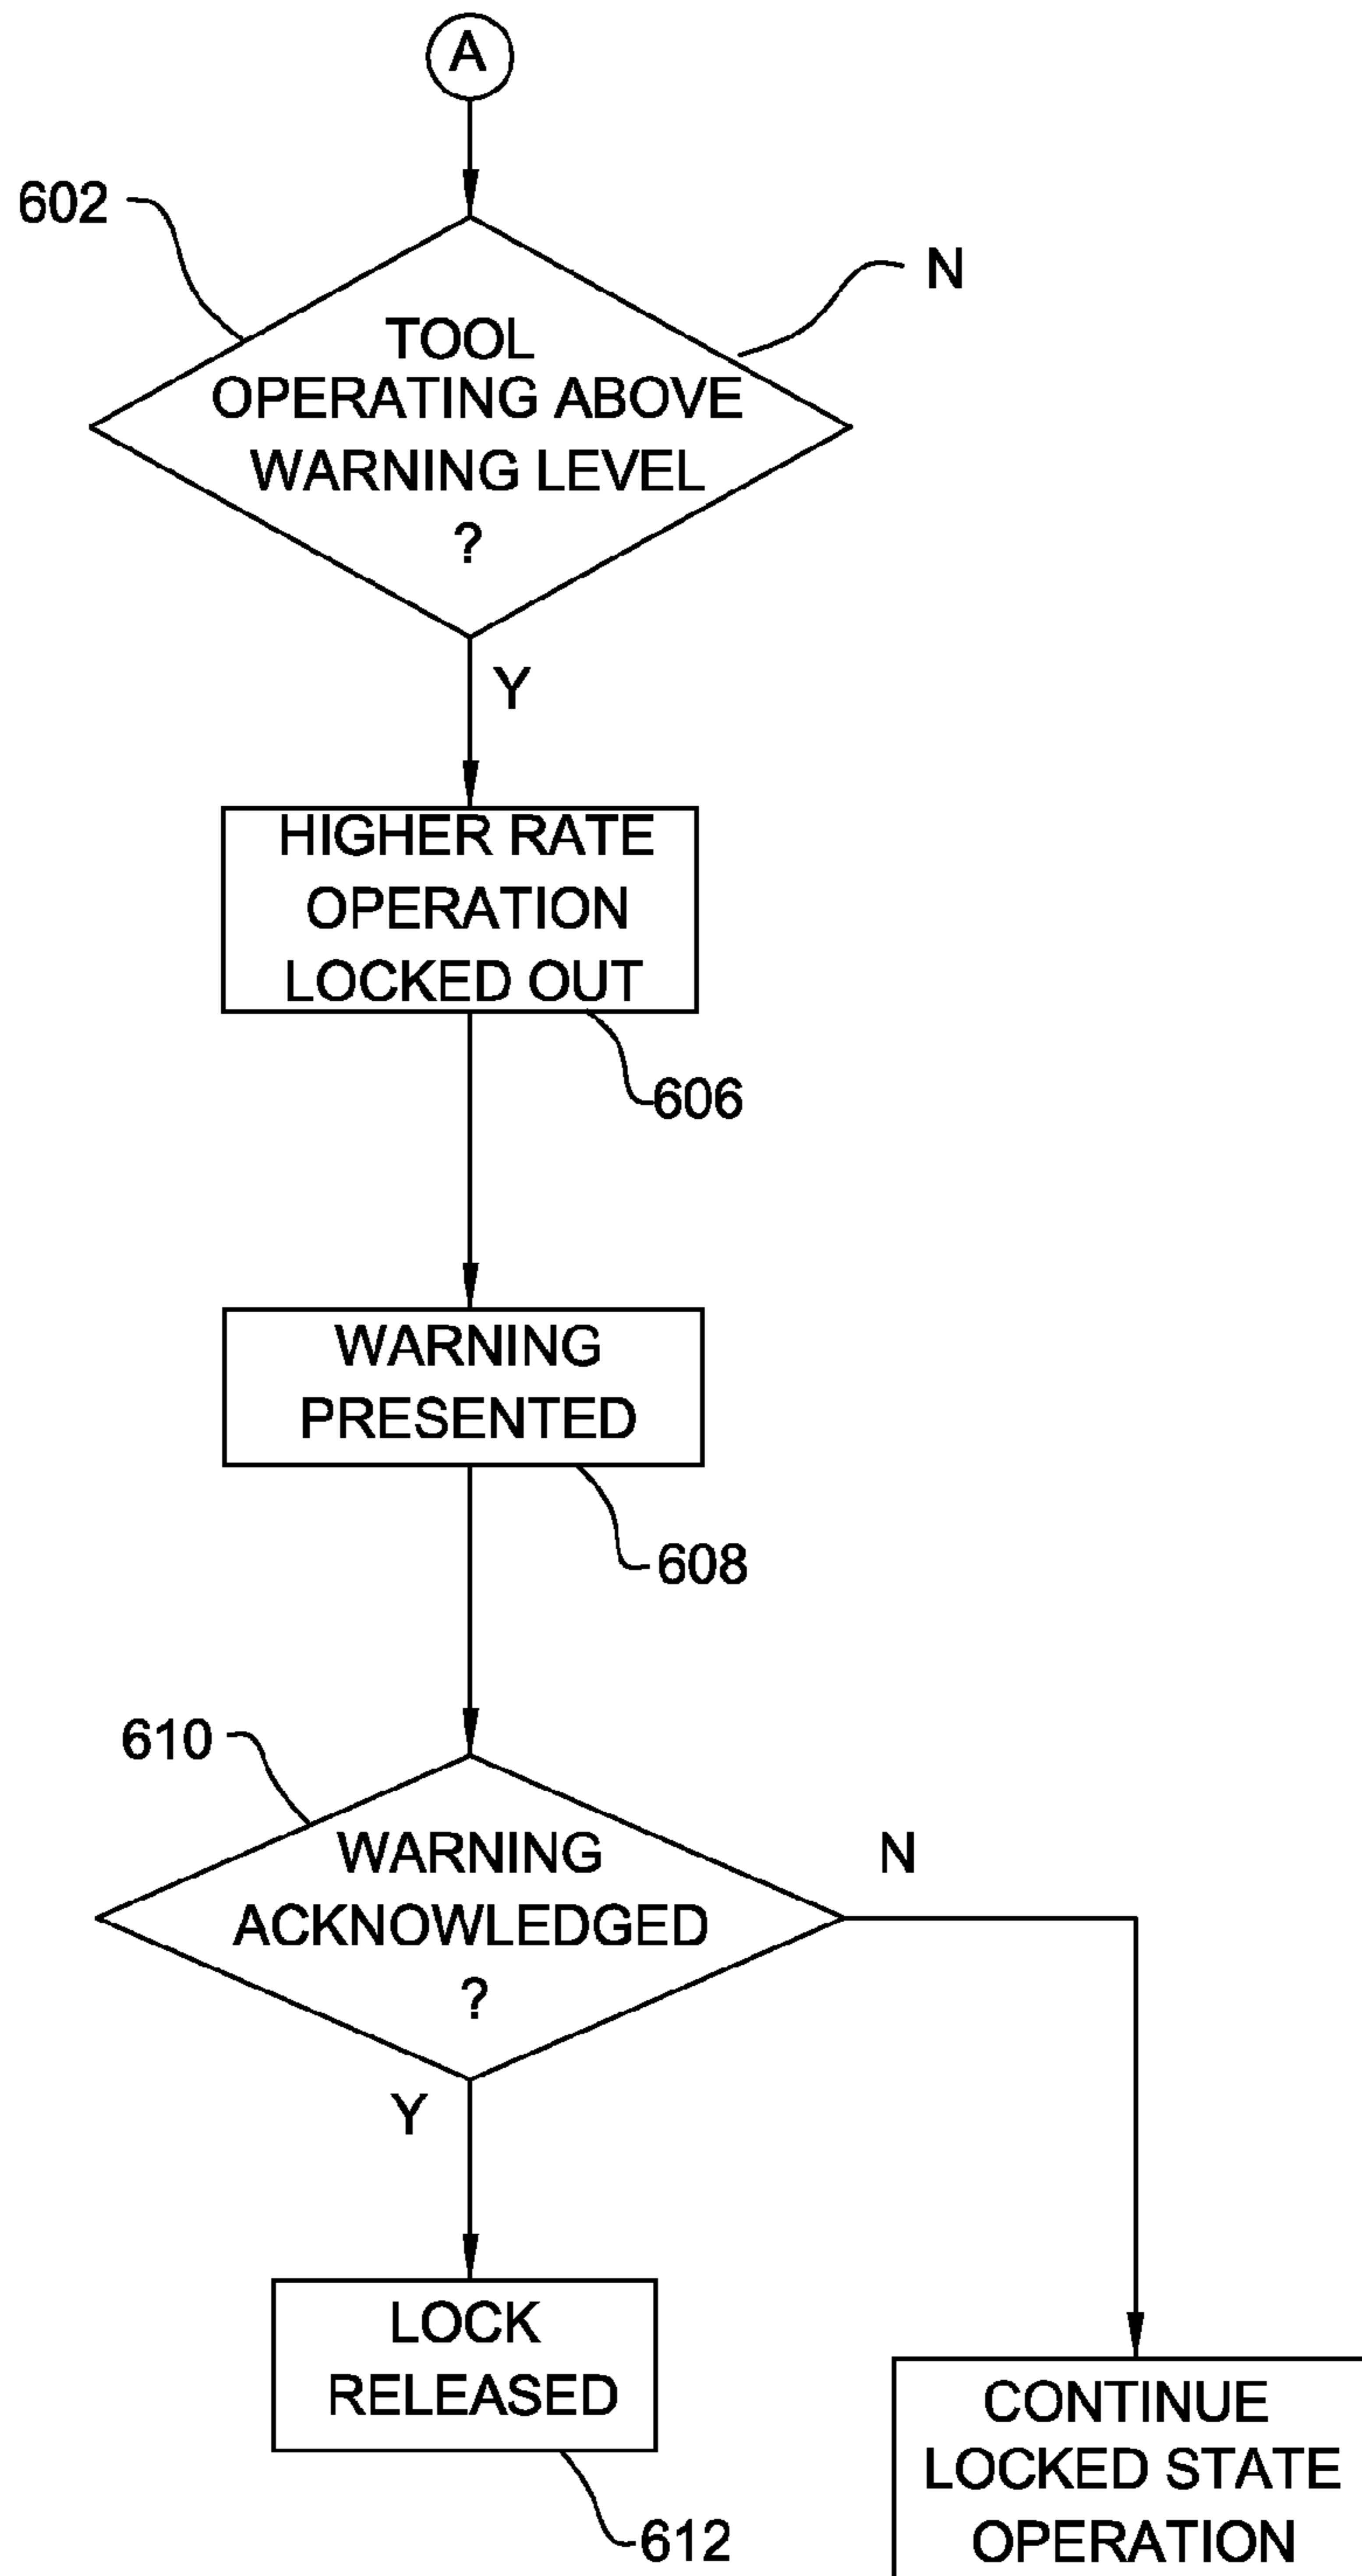 A
602
N
TOOL
OPERATING ABOVE
WARNING LEVEL
?
Y
HIGHER RATE
OPERATION
LOCKED OUT
606
WARNING
PRESENTED
608
610
WARNING
ACKNOWLEDGED
?
N
Y
LOCK
RELEASED
612
CONTINUE
LOCKED STATE
OPERATION